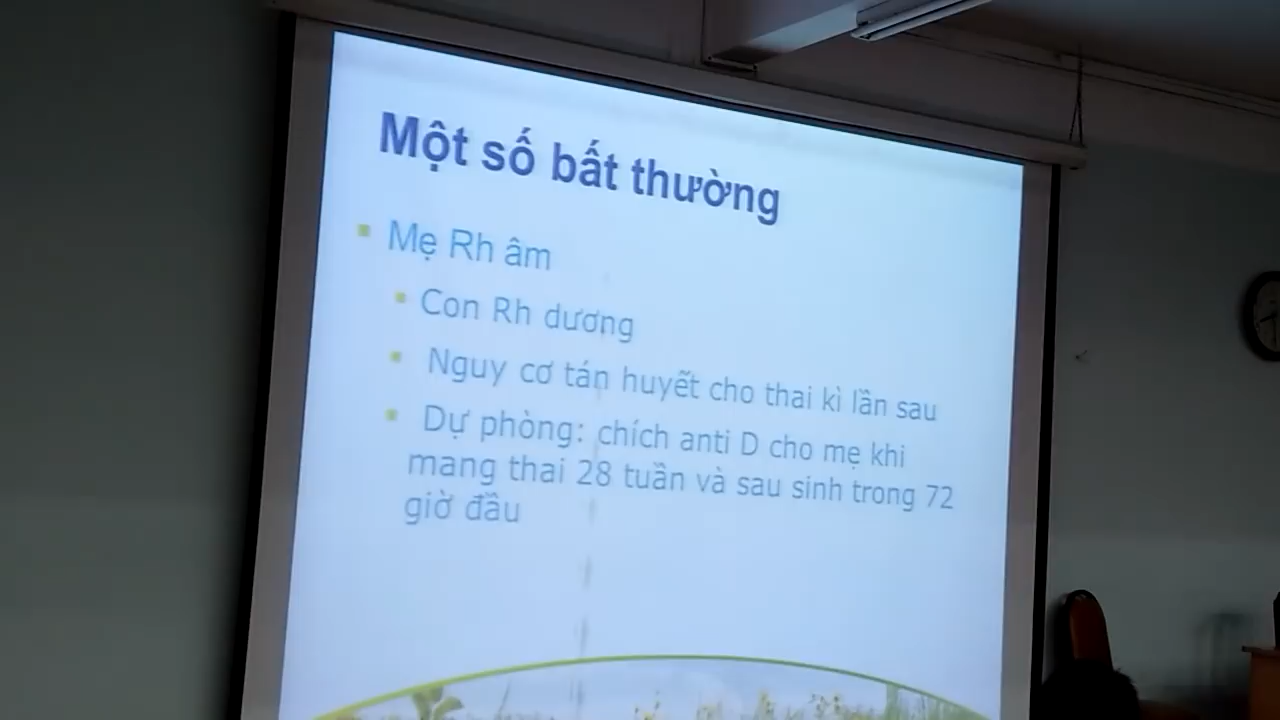 Một số bất thường
Mẹ Rh âm
Con Rh dương
Nguy cơ tán huyết cho thai kì lần sau
Dự phòng: chích anti D cho mẹ khi
mang thai 28 tuần và sau sinh trong 72
giờ đầu